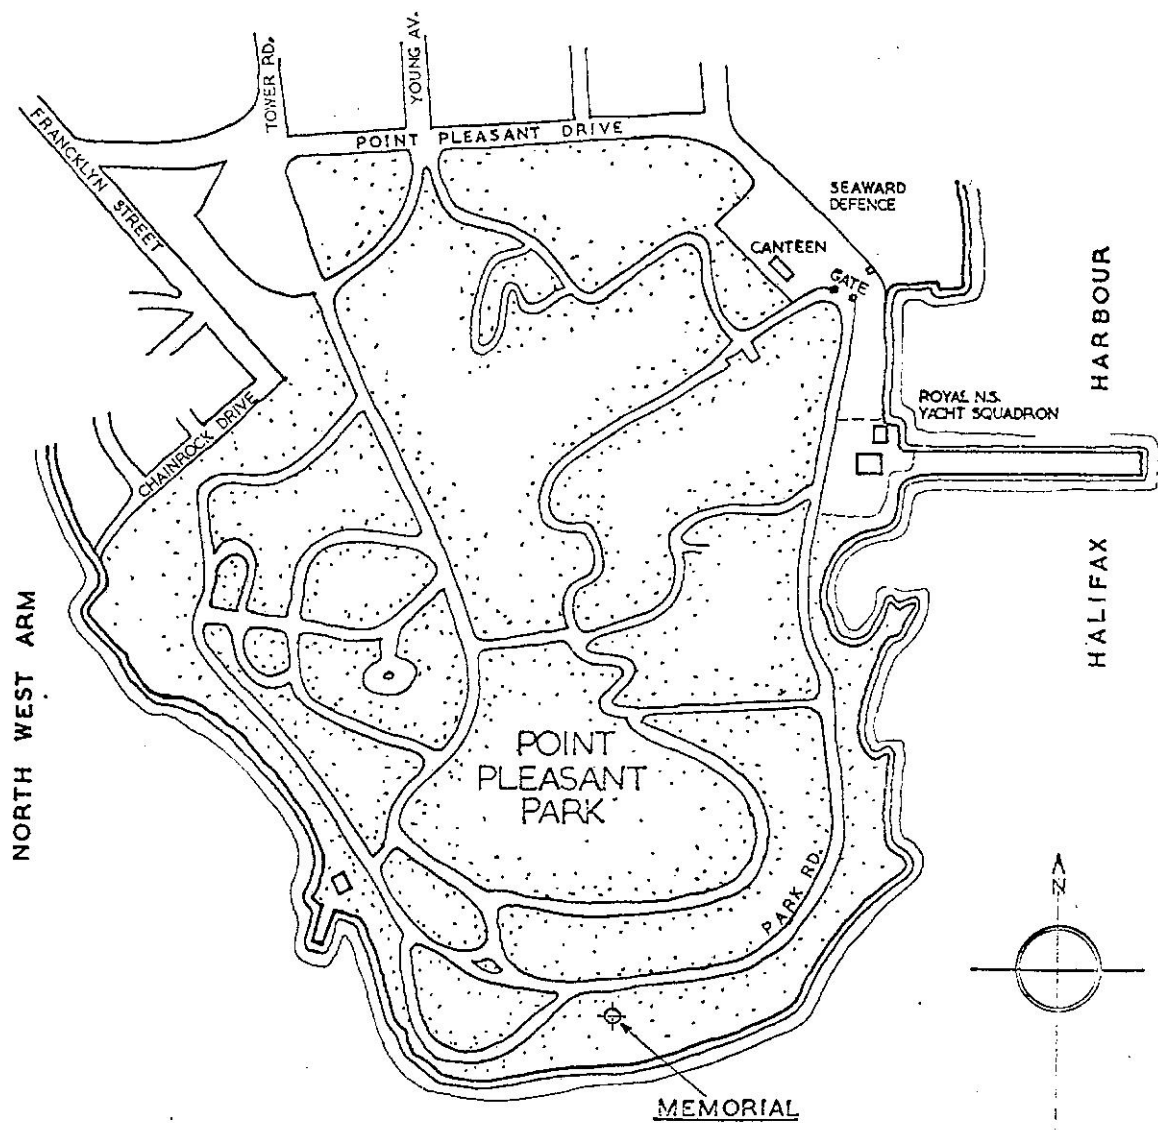 TOWER RD.
YOUNG AV.
FRANCKLYN
STREET
POINT PLEASANT DRIVE
SEAWARD
DEFENCE
CANTEEN
GATE
HARBOUR
ROYAL N.S.
YACHT SQUADRON
CHAINROCK DRIVE
HALIFAX
NORTH WEST ARM
POINT
PLEASANT
PARK
PARK RD.
N
MEMORIAL